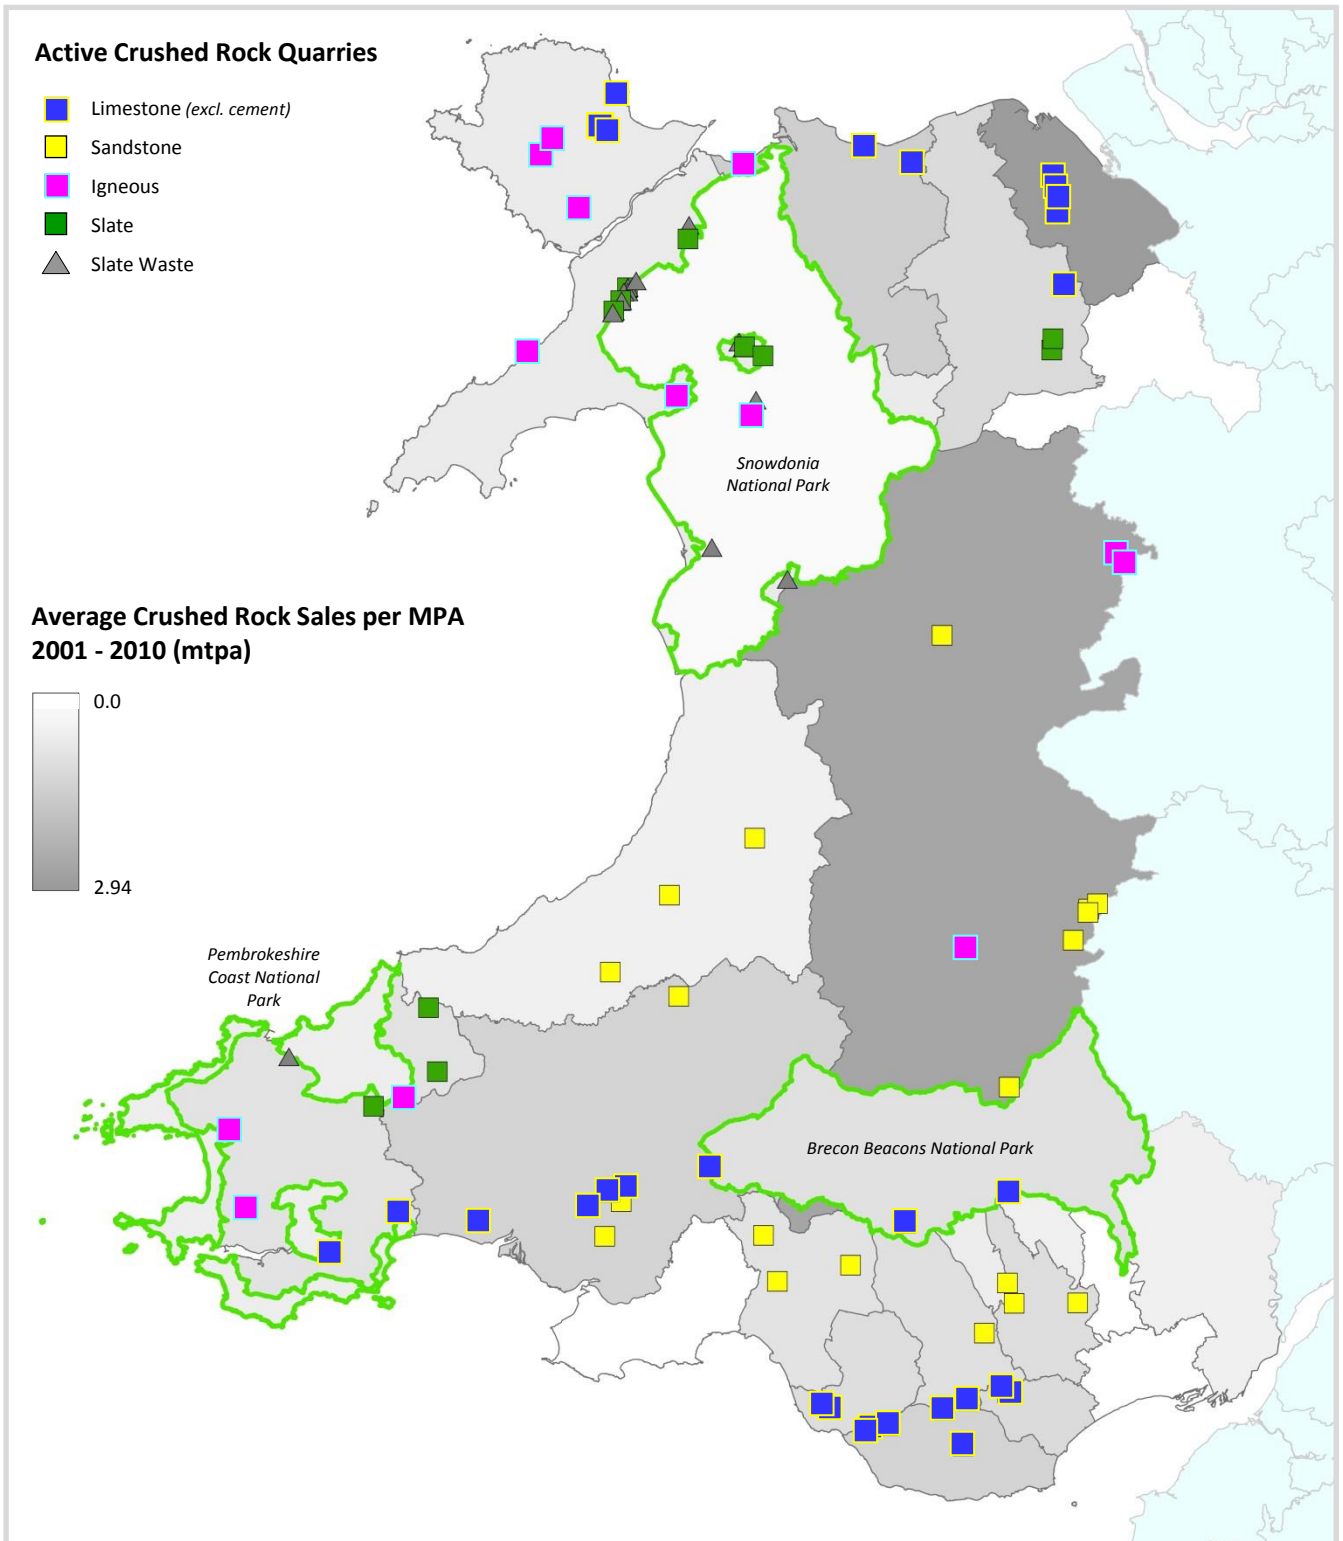 Active Crushed Rock Quarries
Limestone (excl. cement)
Sandstone
Igneous
Slate
Slate Waste
Snowdonia
National Park
Average Crushed Rock Sales per MPA
2001 - 2010 (mtpa)
0.0
2.94
Pembrokeshire
Coast National
Park
Brecon Beacons National Park